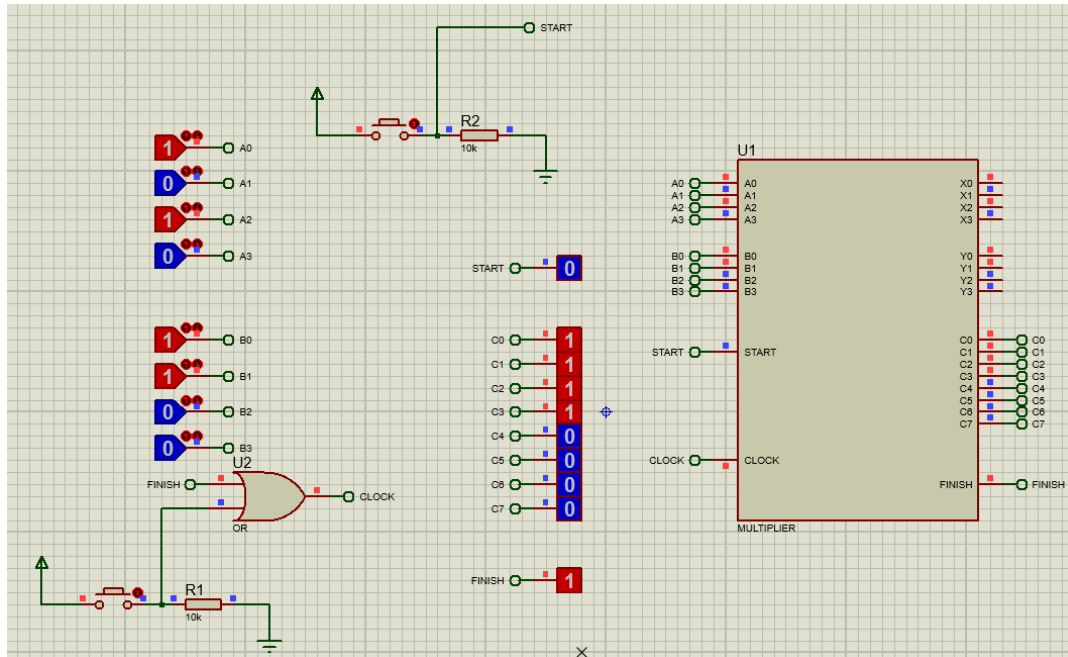 START
R2
10k
1 A0
0 A1
1 A2
0 A3
1 B0
1 B1
0 B2
0 B3
U2
FINISH
CLOCK
OR
R1
10k
START 0
C0 1
C1 1
C2 1
C3 1
C4 0
C5 0
C6 0
C7 0
FINISH 1
U1
A0 A0 X0
A1 A1 X1
A2 A2 X2
A3 A3 X3
B0 B0 Y0
B1 B1 Y1
B2 B2 Y2
B3 B3 Y3
START START
C0 C0
C1 C1
C2 C2
C3 C3
C4 C4
C5 C5
C6 C6
C7 C7
CLOCK CLOCK
FINISH FINISH
MULTIPLIER